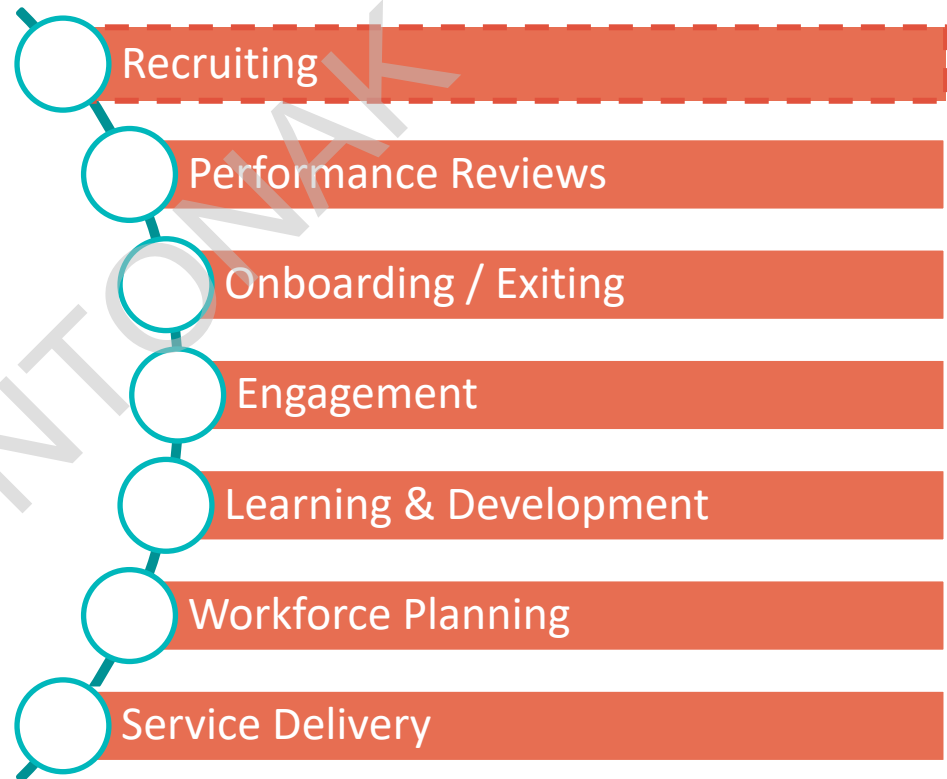 Recruiting
Performance Reviews
Onboarding / Exiting
Engagement
Learning & Development
Workforce Planning
Service Delivery
NTONAK